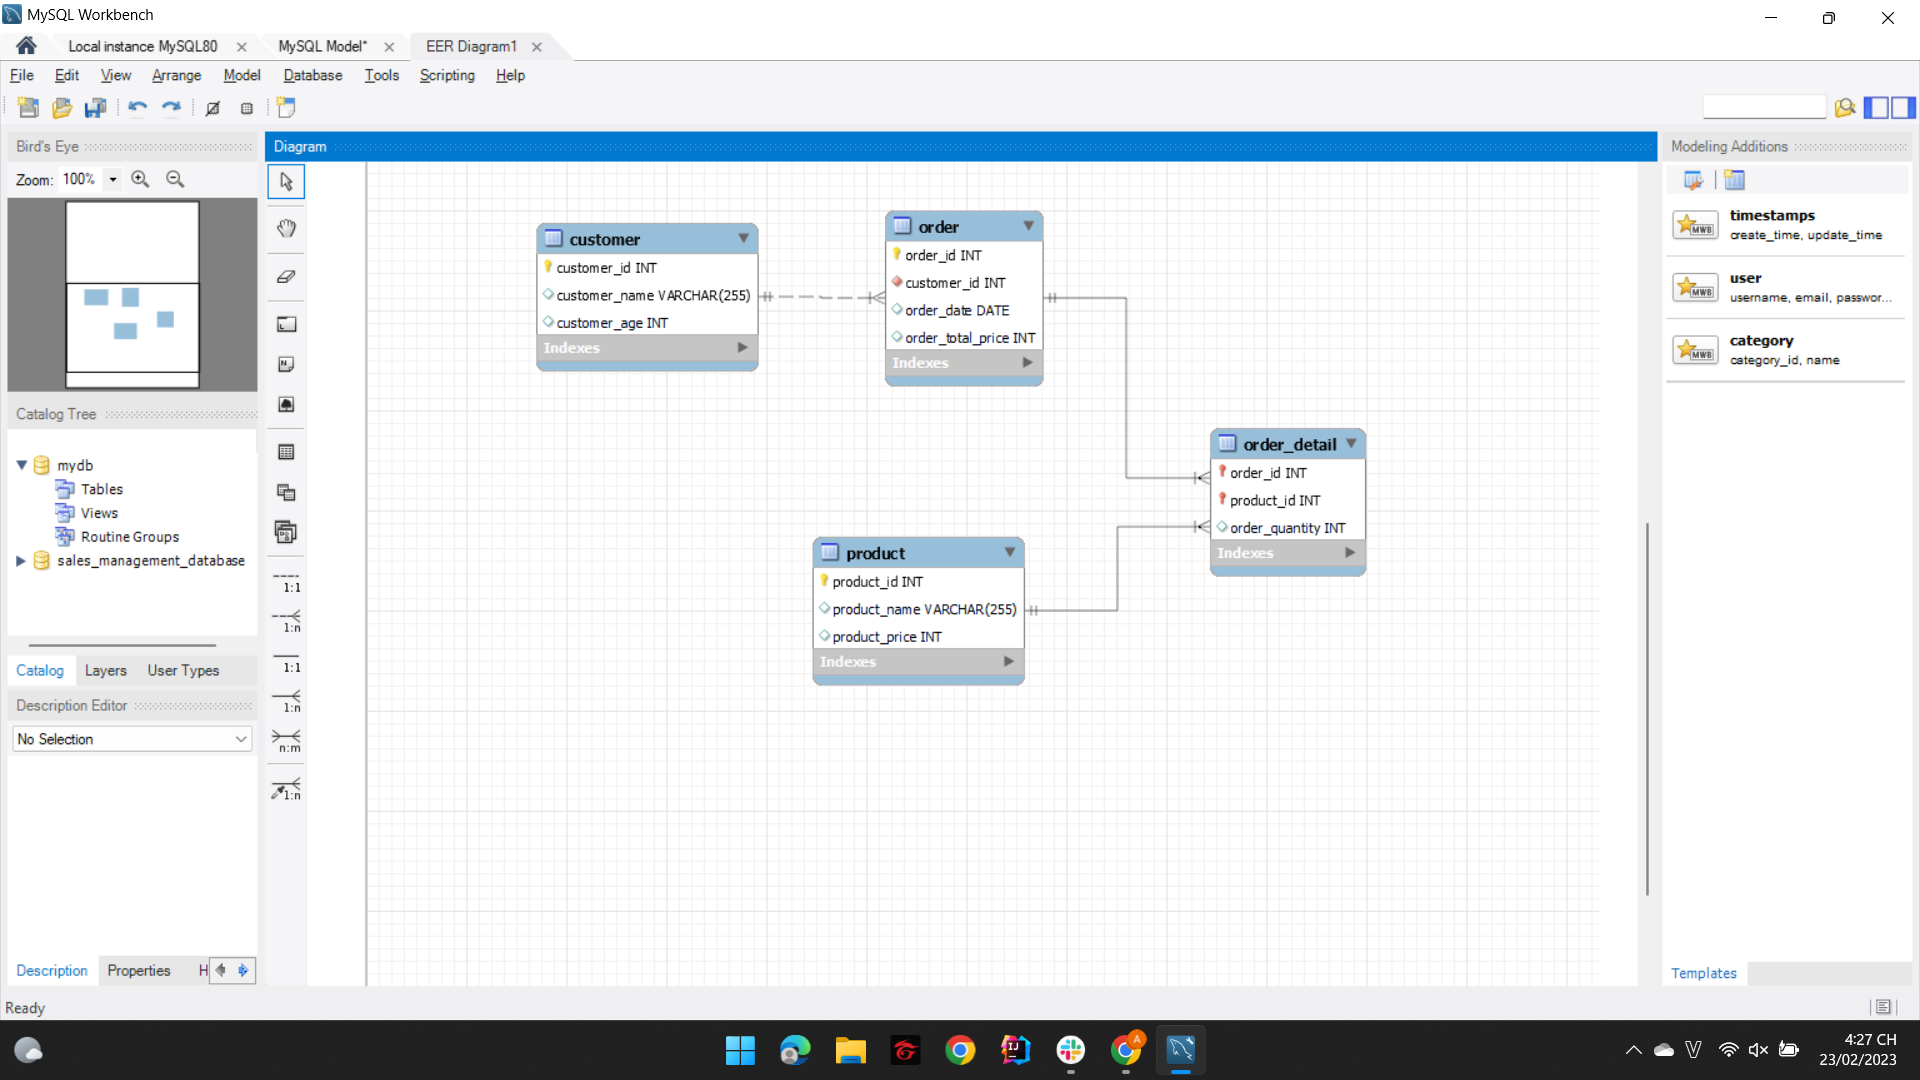 MySQL Workbench
Local instance MySQL80
MySQL Model*
EER Diagram1
File Edit View Arrange Model Database Tools Scripting Help
Bird's Eye
Zoom: 100%
Catalog Tree
mydb
Tables
Views
Routine Groups
sales_management_database
Catalog Layers User Types
Description Editor
No Selection
Description Properties H
Ready
Diagram
1:1
1:n
1:1
1:n
n:m
1:n
customer
customer_id INT
customer_name VARCHAR(255)
customer_age INT
Indexes
order
order_id INT
customer_id INT
order_date DATE
order_total_price INT
Indexes
order_detail
order_id INT
product_id INT
order_quantity INT
Indexes
product
product_id INT
product_name VARCHAR(255)
product_price INT
Indexes
Modeling Additions
MWB
timestamps
create_time, update_time
MWB
user
username, email, passwor...
MWB
category
category_id, name
Templates
IJ
A
V
4:27 CH
23/02/2023